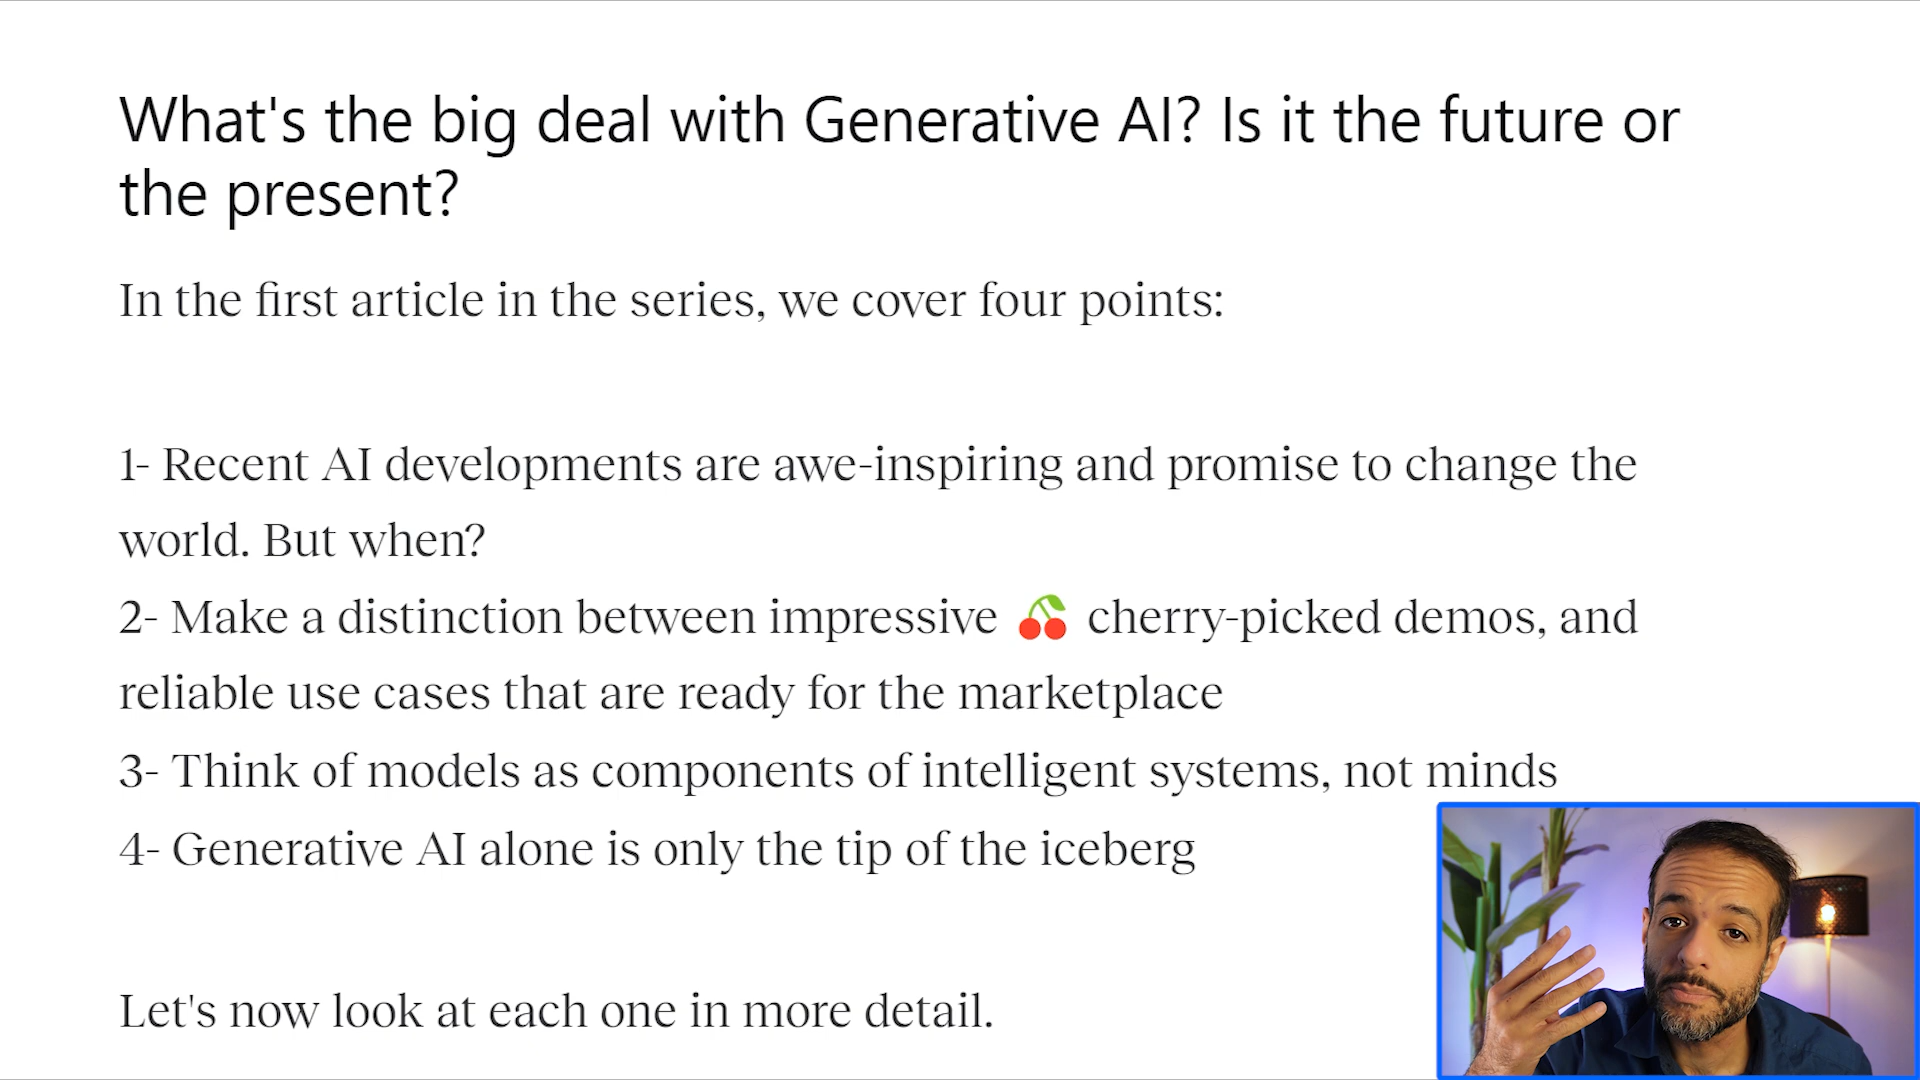 What's the big deal with Generative AI? Is it the future or
the present?
In the first article in the series, we cover four points:
1- Recent AI developments are awe-inspiring and promise to change the
world. But when?
2- Make a distinction between impressive 🍒 cherry-picked demos, and
reliable use cases that are ready for the marketplace
3- Think of models as components of intelligent systems, not minds
4- Generative AI alone is only the tip of the iceberg
Let's now look at each one in more detail.